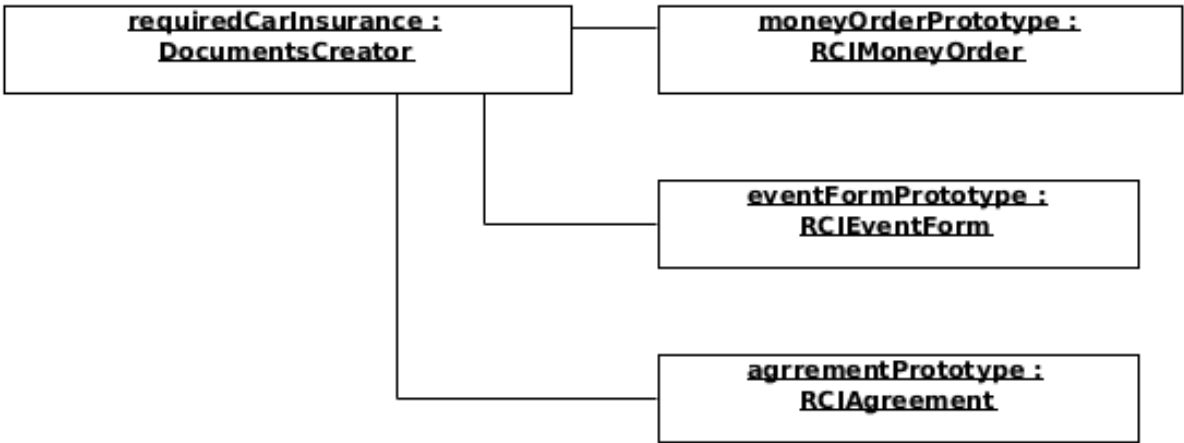 requiredCarInsurance :
DocumentsCreator
moneyOrderPrototype :
RCIMoneyOrder
eventFormPrototype :
RCIEventForm
agrrementPrototype :
RCIAgreement